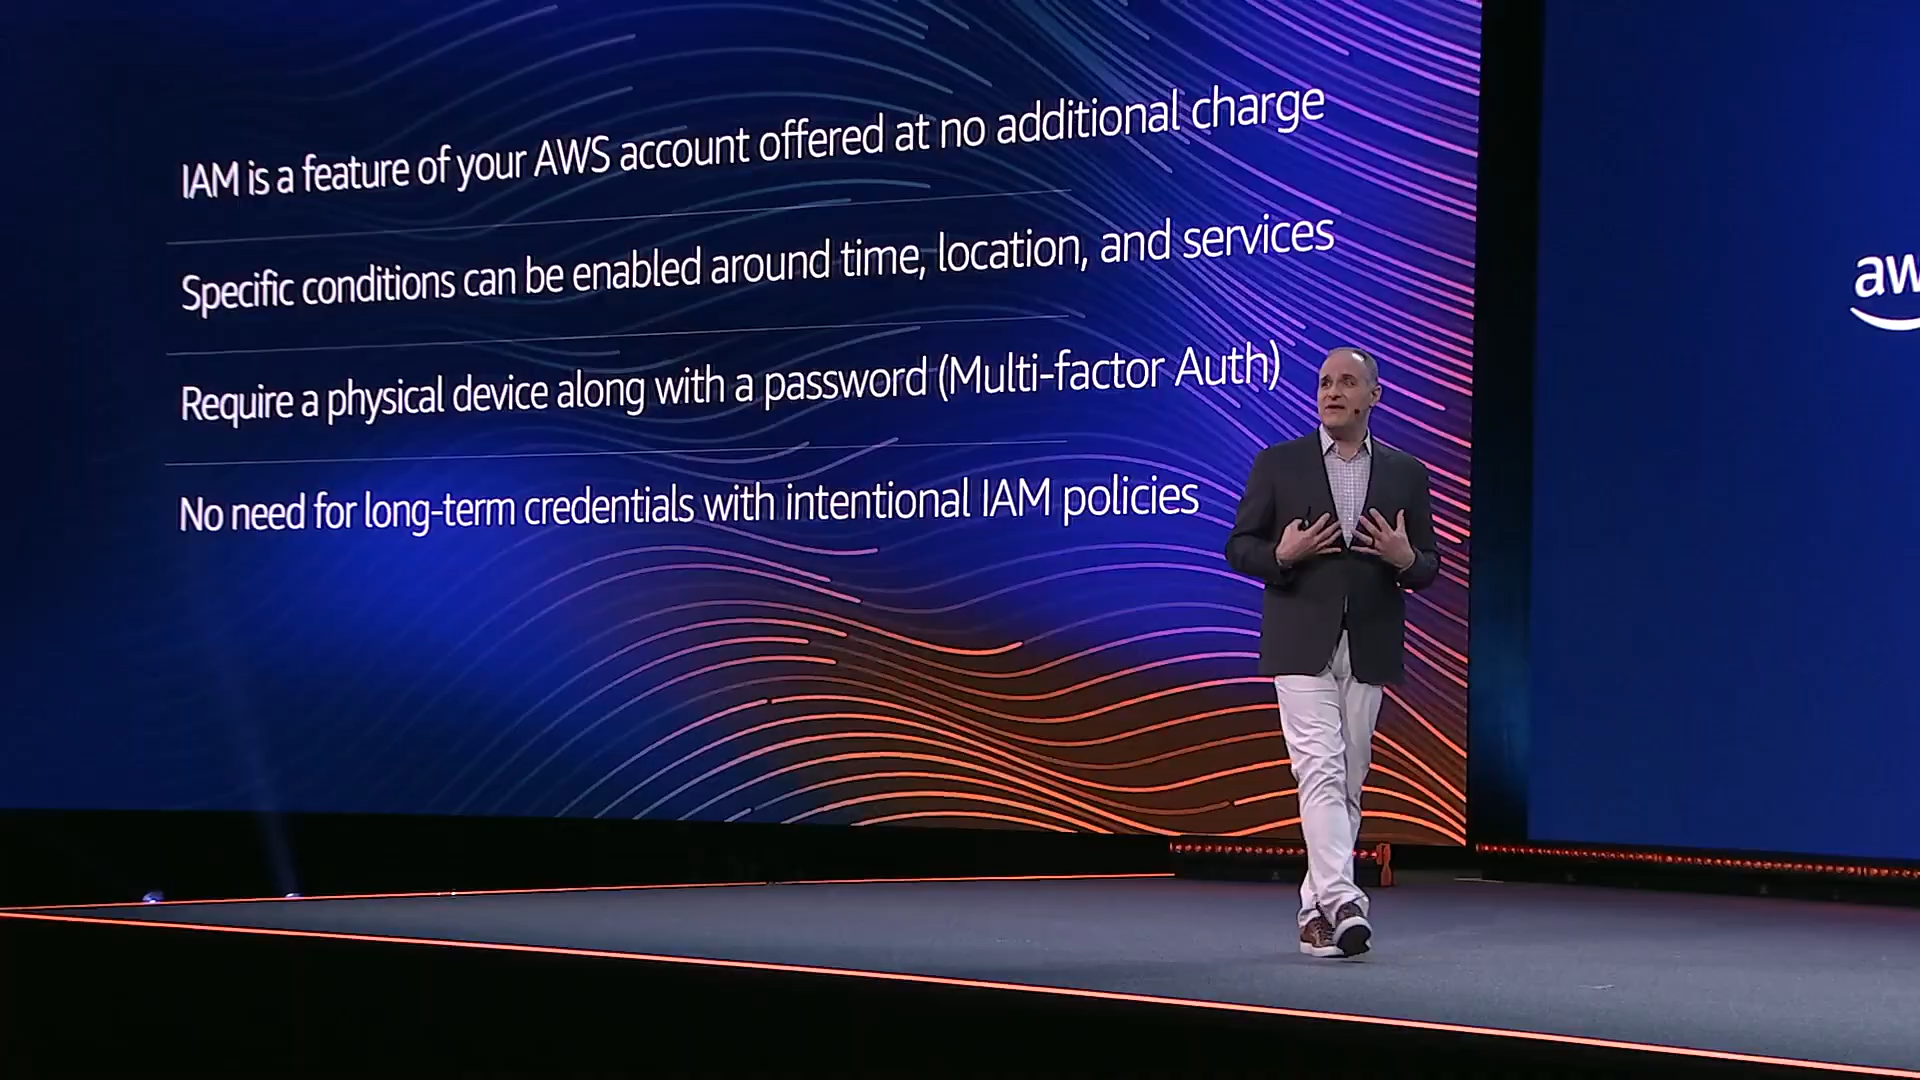 IAM is a feature of your AWS account offered at no additional charge
Specific conditions can be enabled around time, location, and services
Require a physical device along with a password (Multi-factor Auth)
No need for long-term credentials with intentional IAM policies
aw